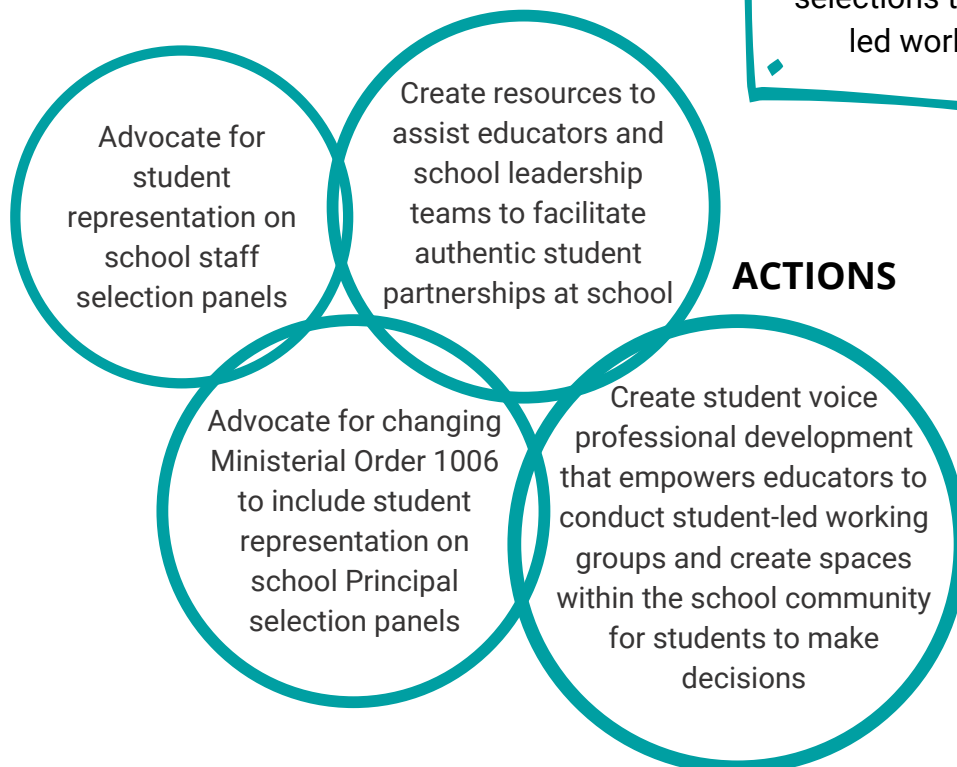 selections t
led worl
Advocate for
student
representation on
school staff
selection panels
Create resources to
assist educators and
school leadership
teams to facilitate
authentic student
partnerships at school
ACTIONS
Advocate for changing
Ministerial Order 1006
to include student
representation on
school Principal
selection panels
Create student voice
professional development
that empowers educators to
conduct student-led working
groups and create spaces
within the school community
for students to make
decisions